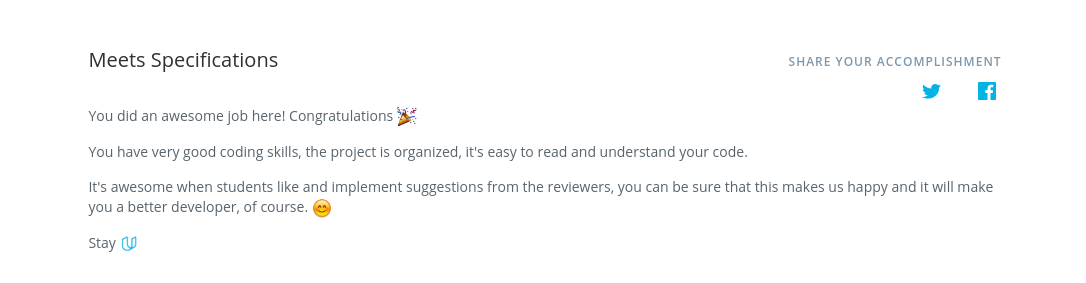 Meets Specifications
SHARE YOUR ACCOMPLISHMENT
You did an awesome job here! Congratulations 🎉
You have very good coding skills, the project is organized, it's easy to read and understand your code.
It's awesome when students like and implement suggestions from the reviewers, you can be sure that this makes us happy and it will make
you a better developer, of course. 😊
Stay